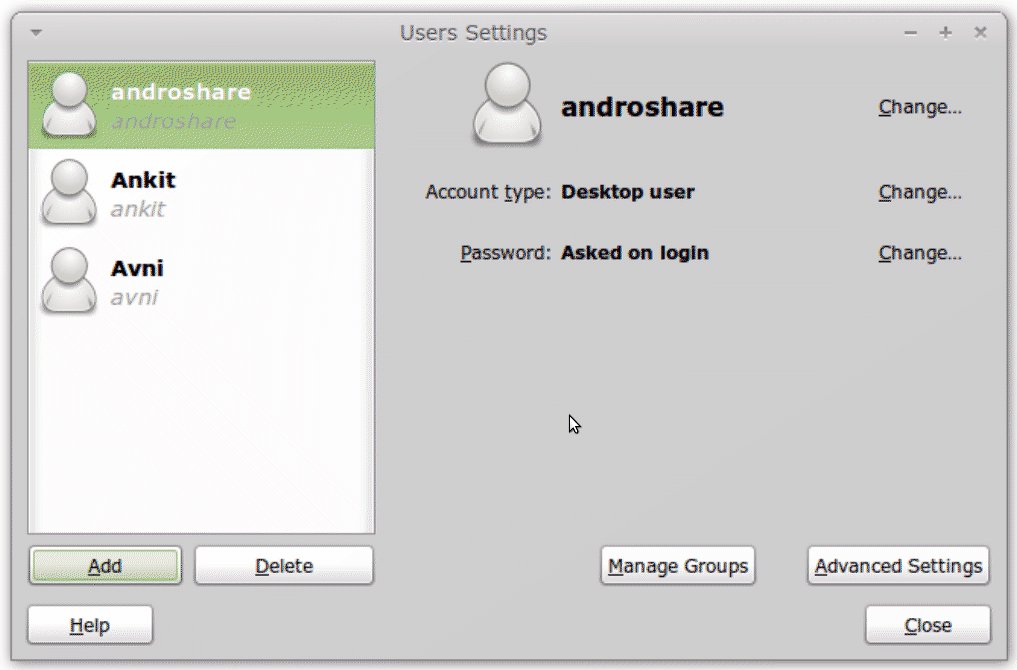 Users Settings
androshare
androshare
Ankit
ankit
Avni
avni
androshare Change...
Account type: Desktop user Change...
Password: Asked on login Change...
Add Delete Manage Groups Advanced Settings
Help Close